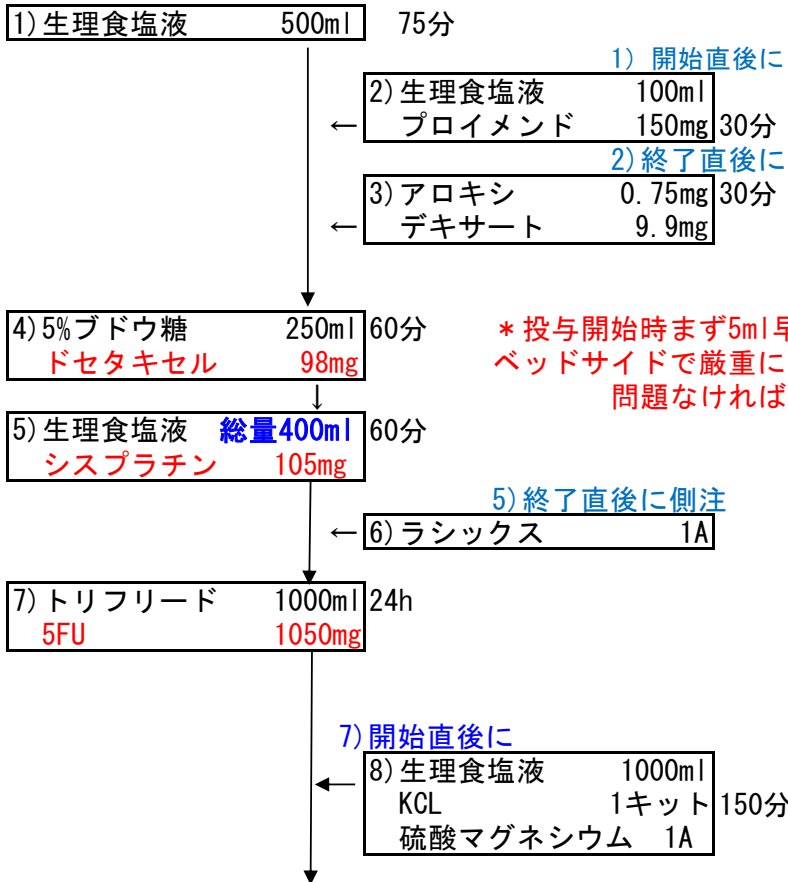 1)生理食塩液 500ml 75分
1) 開始直後に
2)生理食塩液 100ml
← プロイメンド 150mg 30分
2)終了直後に
3)アロキシ 0.75mg 30分
← デキサート 9.9mg
4)5%ブドウ糖 250ml 60分
ドセタキセル 98mg
*投与開始時まず5ml早
ベッドサイドで厳重に
問題なければ
↓
5)生理食塩液 総量400ml 60分
シスプラチン 105mg
5)終了直後に側注
← 6)ラシックス 1A
7)トリフリード 1000ml 24h
5FU 1050mg
7)開始直後に
8)生理食塩液 1000ml
KCL 1キット 150分
硫酸マグネシウム 1A